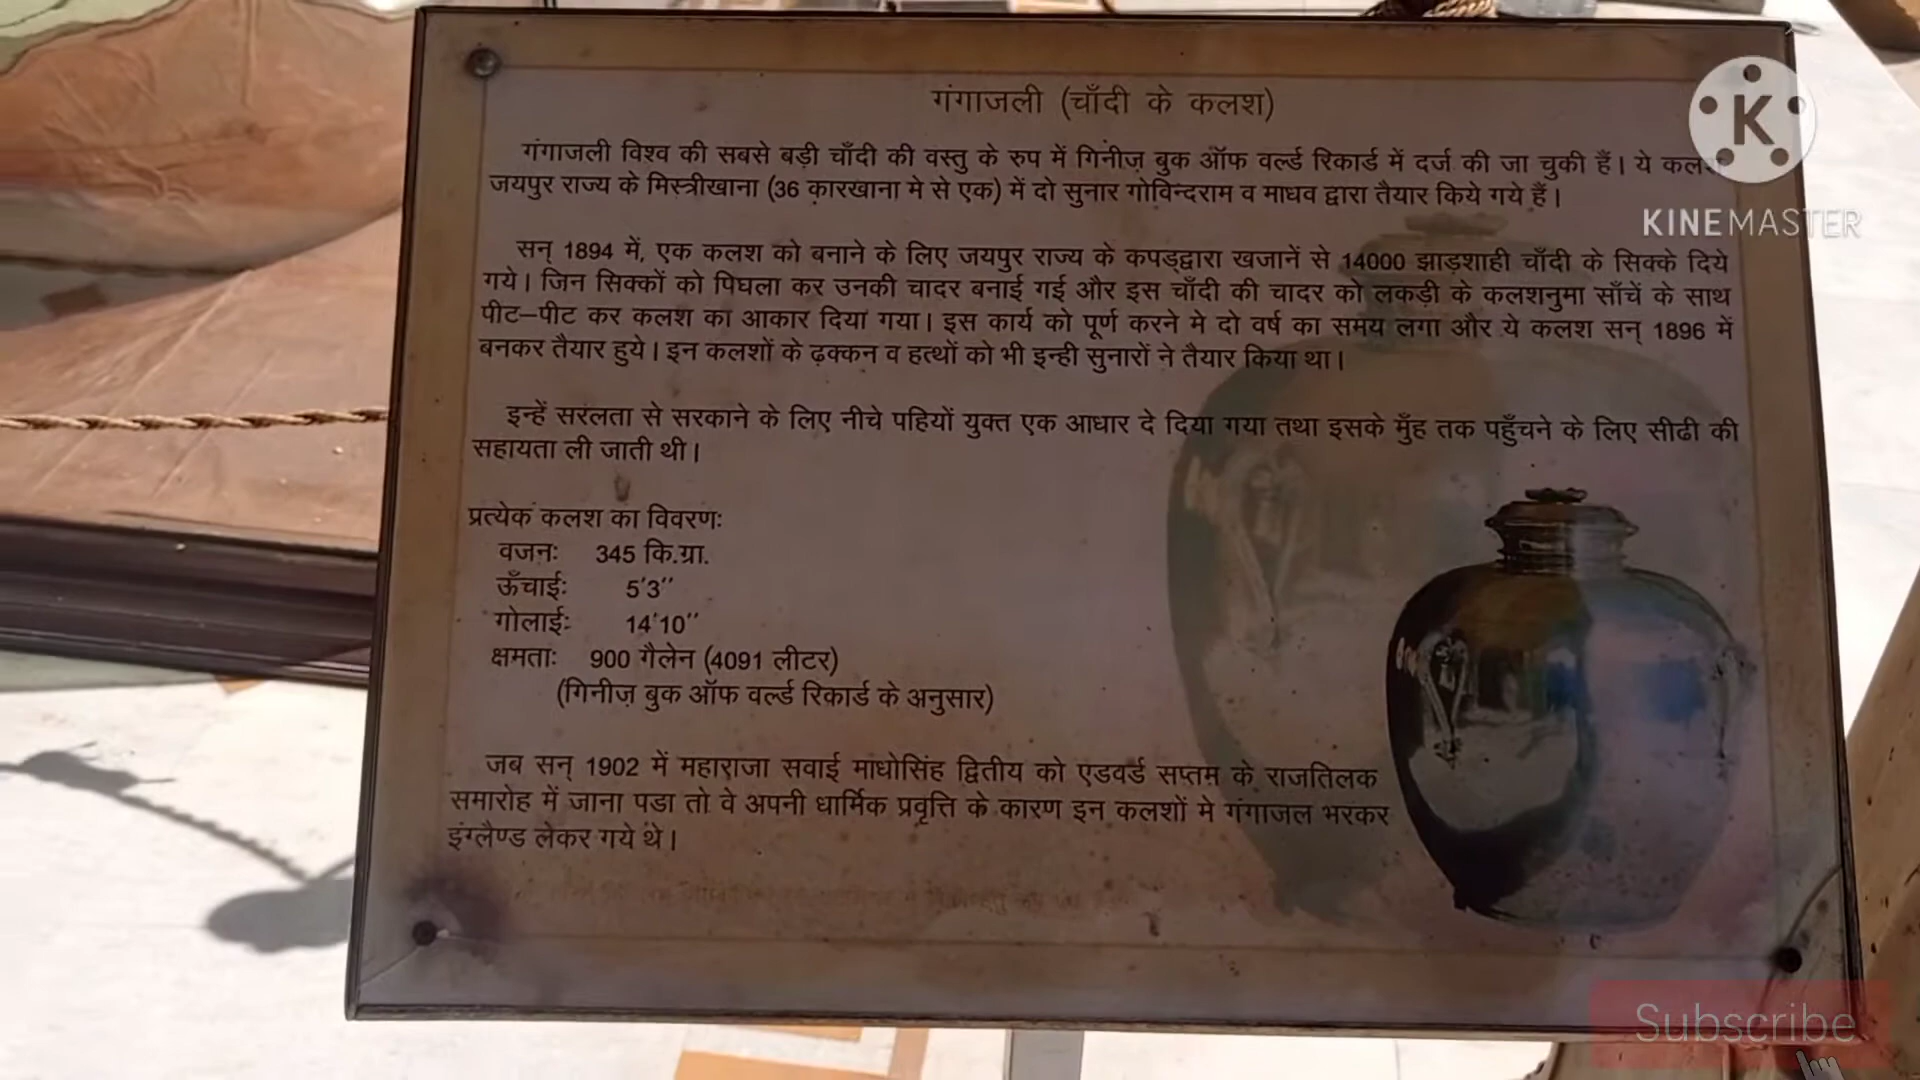 गंगाजली (चाँदी के कलश)
गंगाजली विश्व की सबसे बड़ी चाँदी की वस्तु के रुप में गिनीज़ बुक ऑफ वर्ल्ड रिकार्ड में दर्ज की जा चुकी हैं। ये कलश
जयपुर राज्य के मिस्त्रीखाना (36 कारखाना मे से एक) में दो सुनार गोविन्दराम व माधव द्वारा तैयार किये गये हैं।
सन् 1894 में, एक कलश को बनाने के लिए जयपुर राज्य के कपड्द्वारा खजानें से 14000 झाड़शाही चाँदी के सिक्के दिये
गये। जिन सिक्कों को पिघला कर उनकी चादर बनाई गई और इस चाँदी की चादर को लकड़ी के कलशनुमा साँचें के साथ
पीट–पीट कर कलश का आकार दिया गया। इस कार्य को पूर्ण करने मे दो वर्ष का समय लगा और ये कलश सन् 1896 में
बनकर तैयार हुये। इन कलशों के ढ़क्कन व हत्थों को भी इन्ही सुनारों ने तैयार किया था।
इन्हें सरलता से सरकाने के लिए नीचे पहियों युक्त एक आधार दे दिया गया तथा इसके मुँह तक पहुँचने के लिए सीढी की
सहायता ली जाती थी।
प्रत्येक कलश का विवरणः
वजनः 345 कि.ग्रा.
ऊँचाईः 5'3''
गोलाईः 14'10''
क्षमताः 900 गैलेन (4091 लीटर)
(गिनीज़ बुक ऑफ वर्ल्ड रिकार्ड के अनुसार)
जब सन् 1902 में महाराजा सवाई माधोसिंह द्वितीय को एडवर्ड सप्तम के राजतिलक
समारोह में जाना पडा तो वे अपनी धार्मिक प्रवृत्ति के कारण इन कलशों मे गंगाजल भरकर
इंग्लैण्ड लेकर गये थे।
K
KINEMASTER
Subscribe